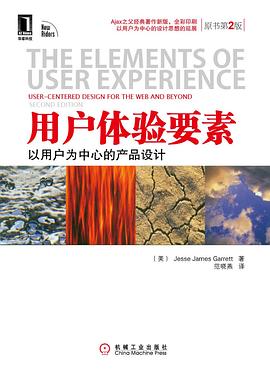 华章科技
New
Riders
Ajax之父经典著作新版，全彩印刷
以用户为中心的设计思想的延展
原书第2版
THE ELEMENTS OF
USER EXPERIENCE
USER-CENTERED DESIGN FOR THE WEB AND BEYOND
SECOND EDITION
用户体验要素
以用户为中心的产品设计
（美） Jesse James Garrett 著
范晓燕 译
机械工业出版社
China Machine Press